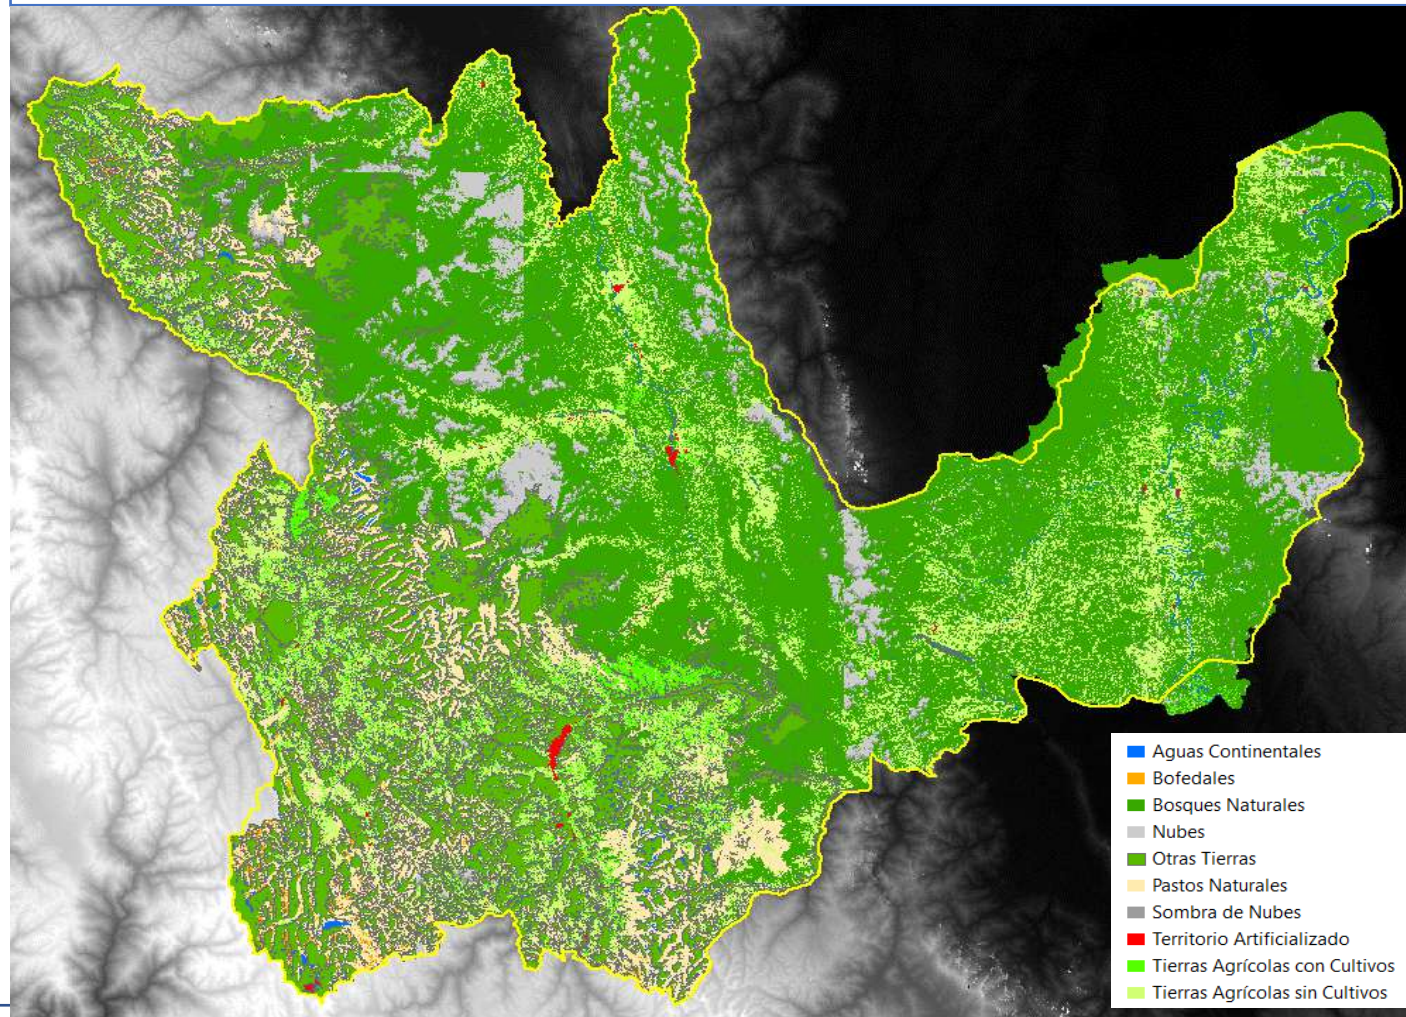 Aguas Continentales
Bofedales
Bosques Naturales
Nubes
Otras Tierras
Pastos Naturales
Sombra de Nubes
Territorio Artificializado
Tierras Agrícolas con Cultivos
Tierras Agrícolas sin Cultivos